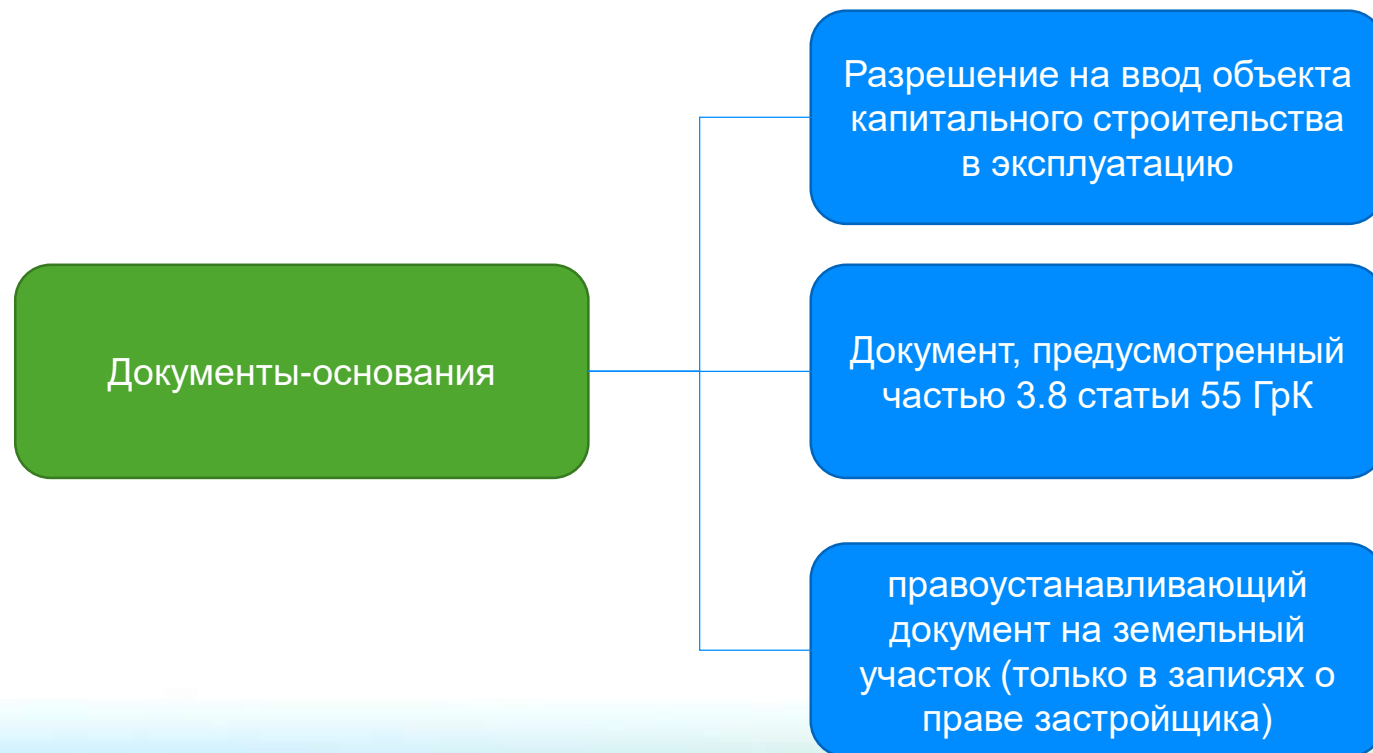 Разрешение на ввод объекта
капитального строительства
в эксплуатацию
Документы-основания
Документ, предусмотренный
частью 3.8 статьи 55 ГрК
правоустанавливающий
документ на земельный
участок (только в записях о
праве застройщика)